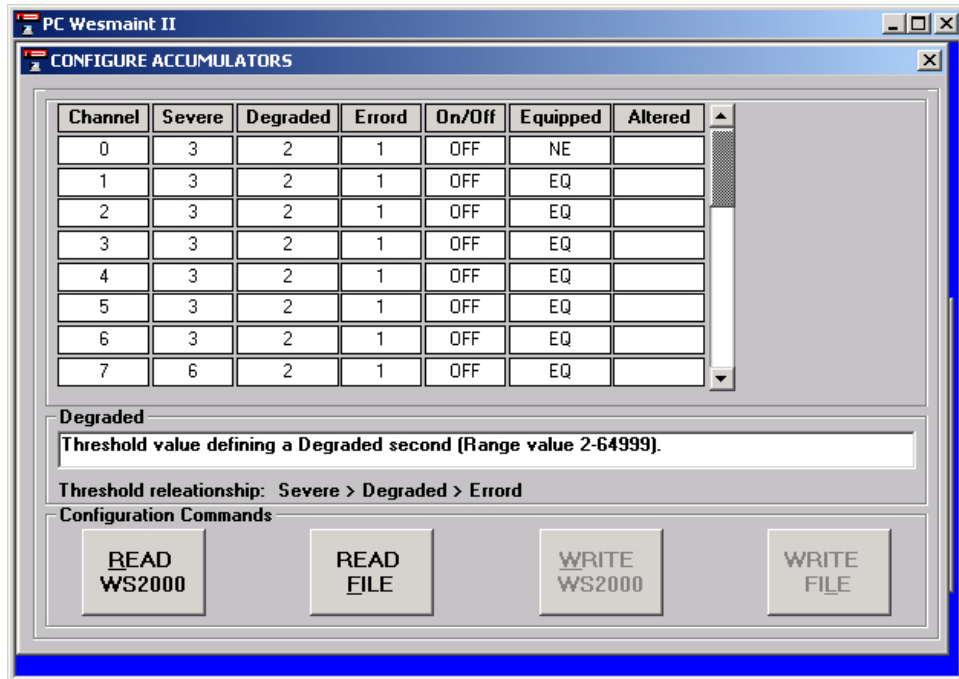 PC Wesmaint II
CONFIGURE ACCUMULATORS
Channel Severe Degraded Errord On/Off Equipped Altered
0 3 2 1 OFF NE
1 3 2 1 OFF EQ
2 3 2 1 OFF EQ
3 3 2 1 OFF EQ
4 3 2 1 OFF EQ
5 3 2 1 OFF EQ
6 3 2 1 OFF EQ
7 6 2 1 OFF EQ
Degraded
Threshold value defining a Degraded second (Range value 2-64999).
Threshold releationship: Severe > Degraded > Errord
Configuration Commands
READ WS2000
READ FILE
WRITE WS2000
WRITE FILE